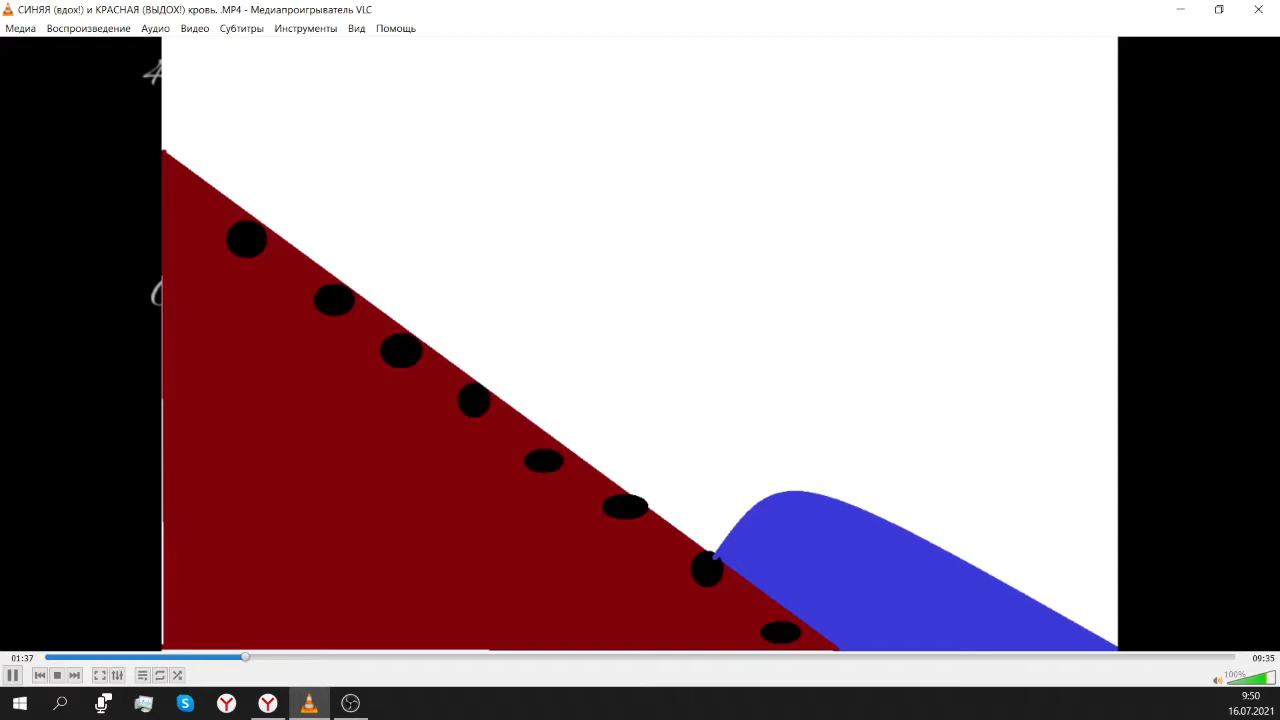 СИНЯЯ (вдох!) и КРАСНАЯ (ВЫДОХ!) кровь. .MP4 - Медиапроигрыватель VLC
Медиа Воспроизведение Аудио Видео Субтитры Инструменты Вид Помощь
01:37 09:35
100%
9:50
16.07.2021